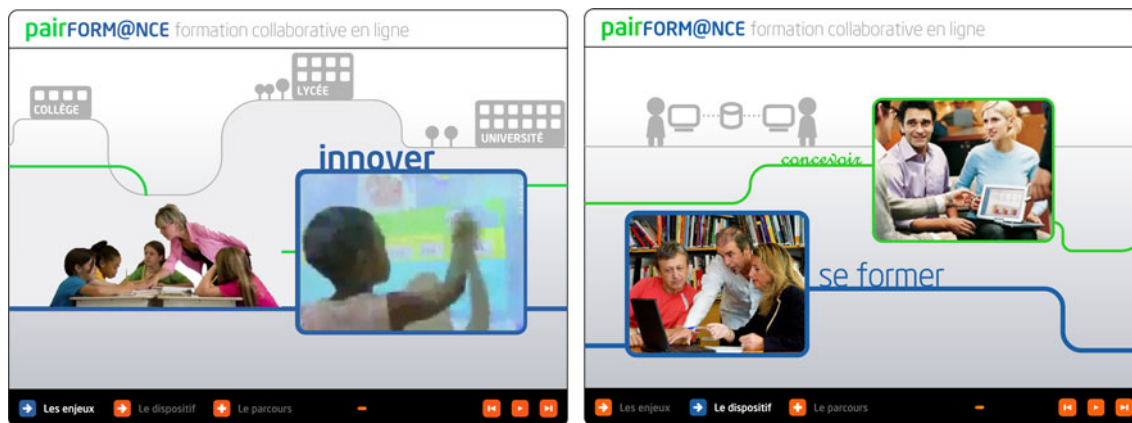 pairFORM@NCE formation collaborative en ligne
COLLÈGE
LYCÉE
UNIVERSITÉ
innover
Les enjeux
Le dispositif
Le parcours
pairFORM@NCE formation collaborative en ligne
concevoir
se former
Les enjeux
Le dispositif
Le parcours